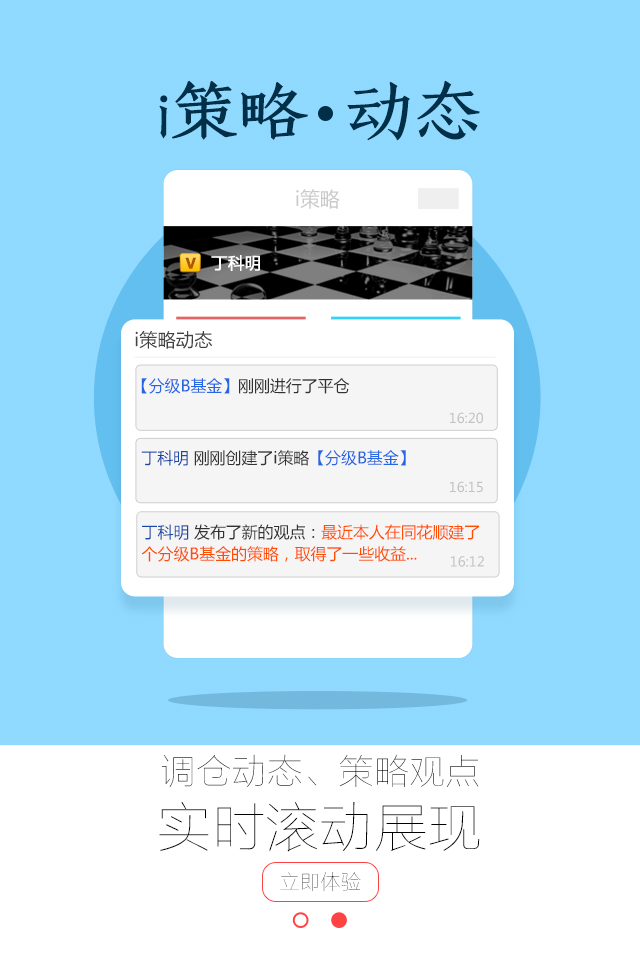 i策略·动态
i策略
V 丁科明
i策略动态
【分级B基金】刚刚进行了平仓
16:20
丁科明 刚刚创建了i策略【分级B基金】
16:15
丁科明 发布了新的观点：最近本人在同花顺建了
个分级B基金的策略，取得了一些收益...
16:12
调仓动态、策略观点
实时滚动展现
立即体验